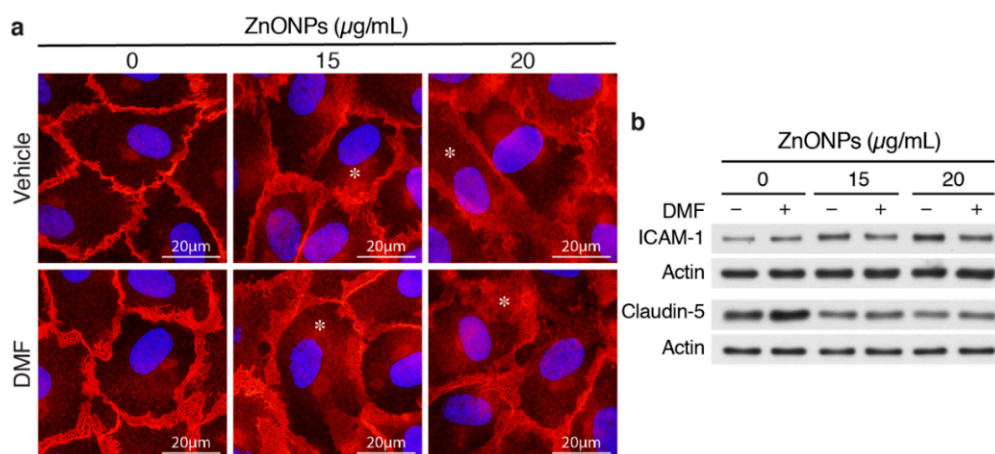 a
ZnONPs (µg/mL)
0 15 20
Vehicle
* *
20µm 20µm 20µm
DMF
* *
20µm 20µm 20µm
b
ZnONPs (µg/mL)
0 15 20
DMF − + − + − +
ICAM-1
Actin
Claudin-5
Actin